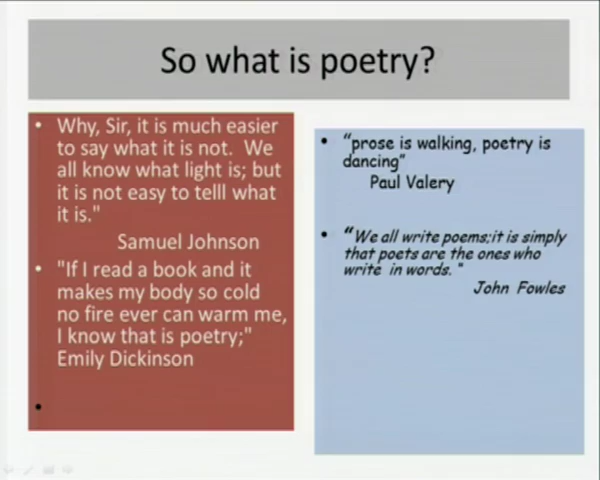 So what is poetry?
• Why, Sir, it is much easier
to say what it is not. We
all know what light is; but
it is not easy to telll what
it is."
Samuel Johnson
• "If I read a book and it
makes my body so cold
no fire ever can warm me,
I know that is poetry;"
Emily Dickinson
•
• “prose is walking, poetry is
dancing”
Paul Valery
• “We all write poems;it is simply
that poets are the ones who
write in words. "
John Fowles